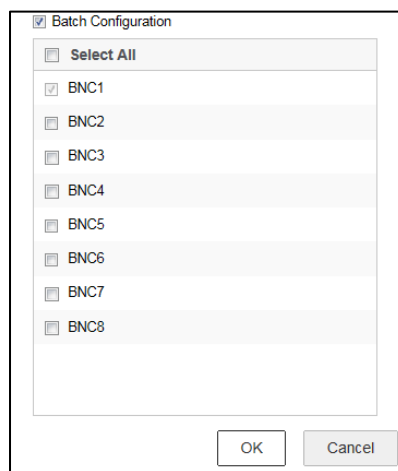 Batch Configuration
Select All
BNC1
BNC2
BNC3
BNC4
BNC5
BNC6
BNC7
BNC8
OK Cancel